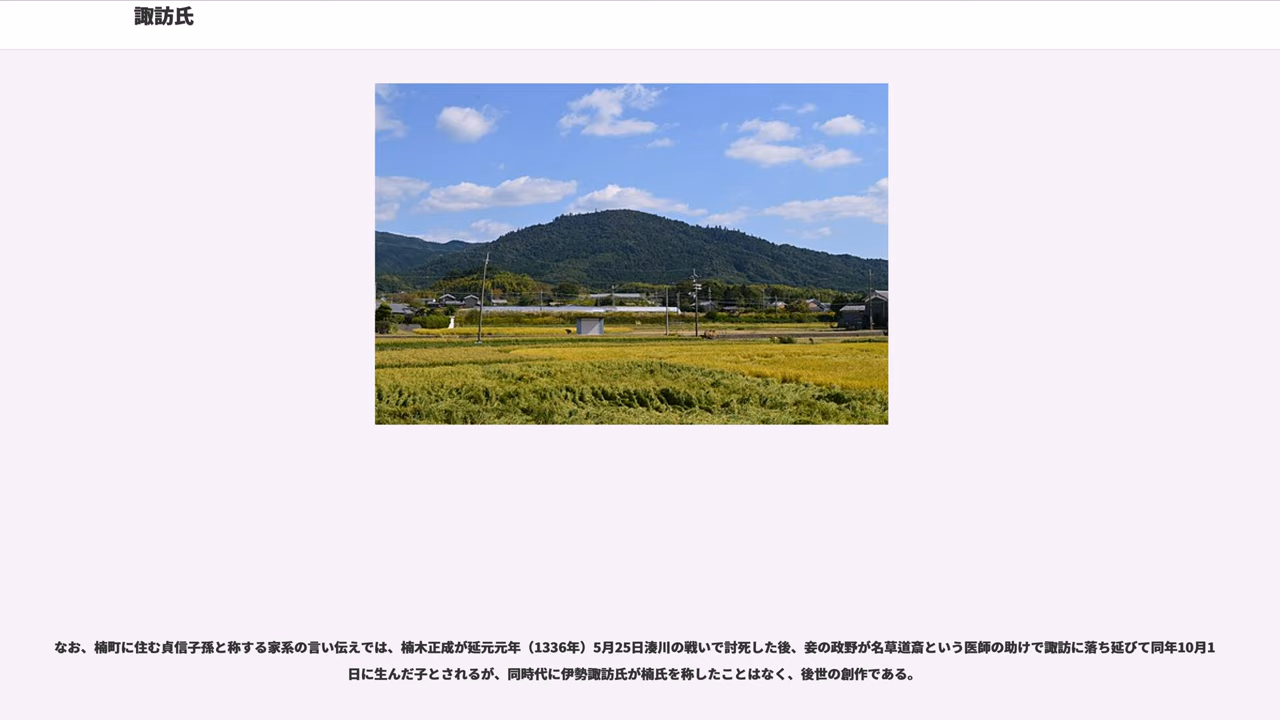 諏訪氏
なお、楠町に住む貞信子孫と称する家系の言い伝えでは、楠木正成が延元元年（1336年）5月25日湊川の戦いで討死した後、妾の政野が名草道斎という医師の助けで諏訪に落ち延びて同年10月1
日に生んだ子とされるが、同時代に伊勢諏訪氏が楠氏を称したことはなく、後世の創作である。